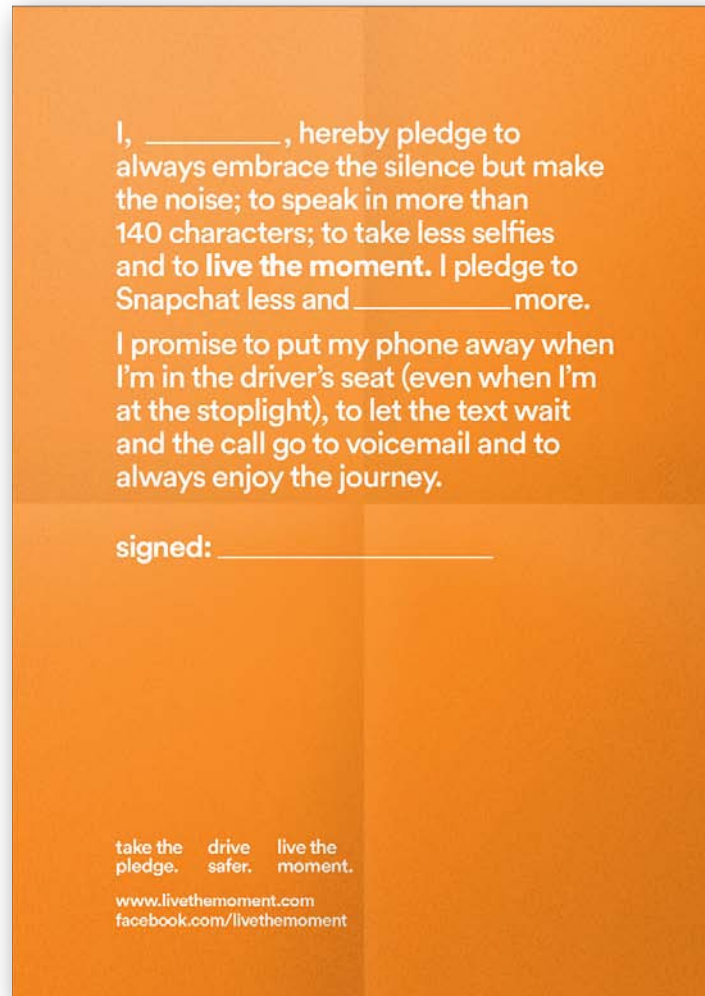 I, __________, hereby pledge to
always embrace the silence but make
the noise; to speak in more than
140 characters; to take less selfies
and to live the moment. I pledge to
Snapchat less and ____________ more.
I promise to put my phone away when
I'm in the driver's seat (even when I'm
at the stoplight), to let the text wait
and the call go to voicemail and to
always enjoy the journey.
signed: ____________________
take the pledge.
drive safer.
live the moment.
www.livethemoment.com
facebook.com/livethemoment